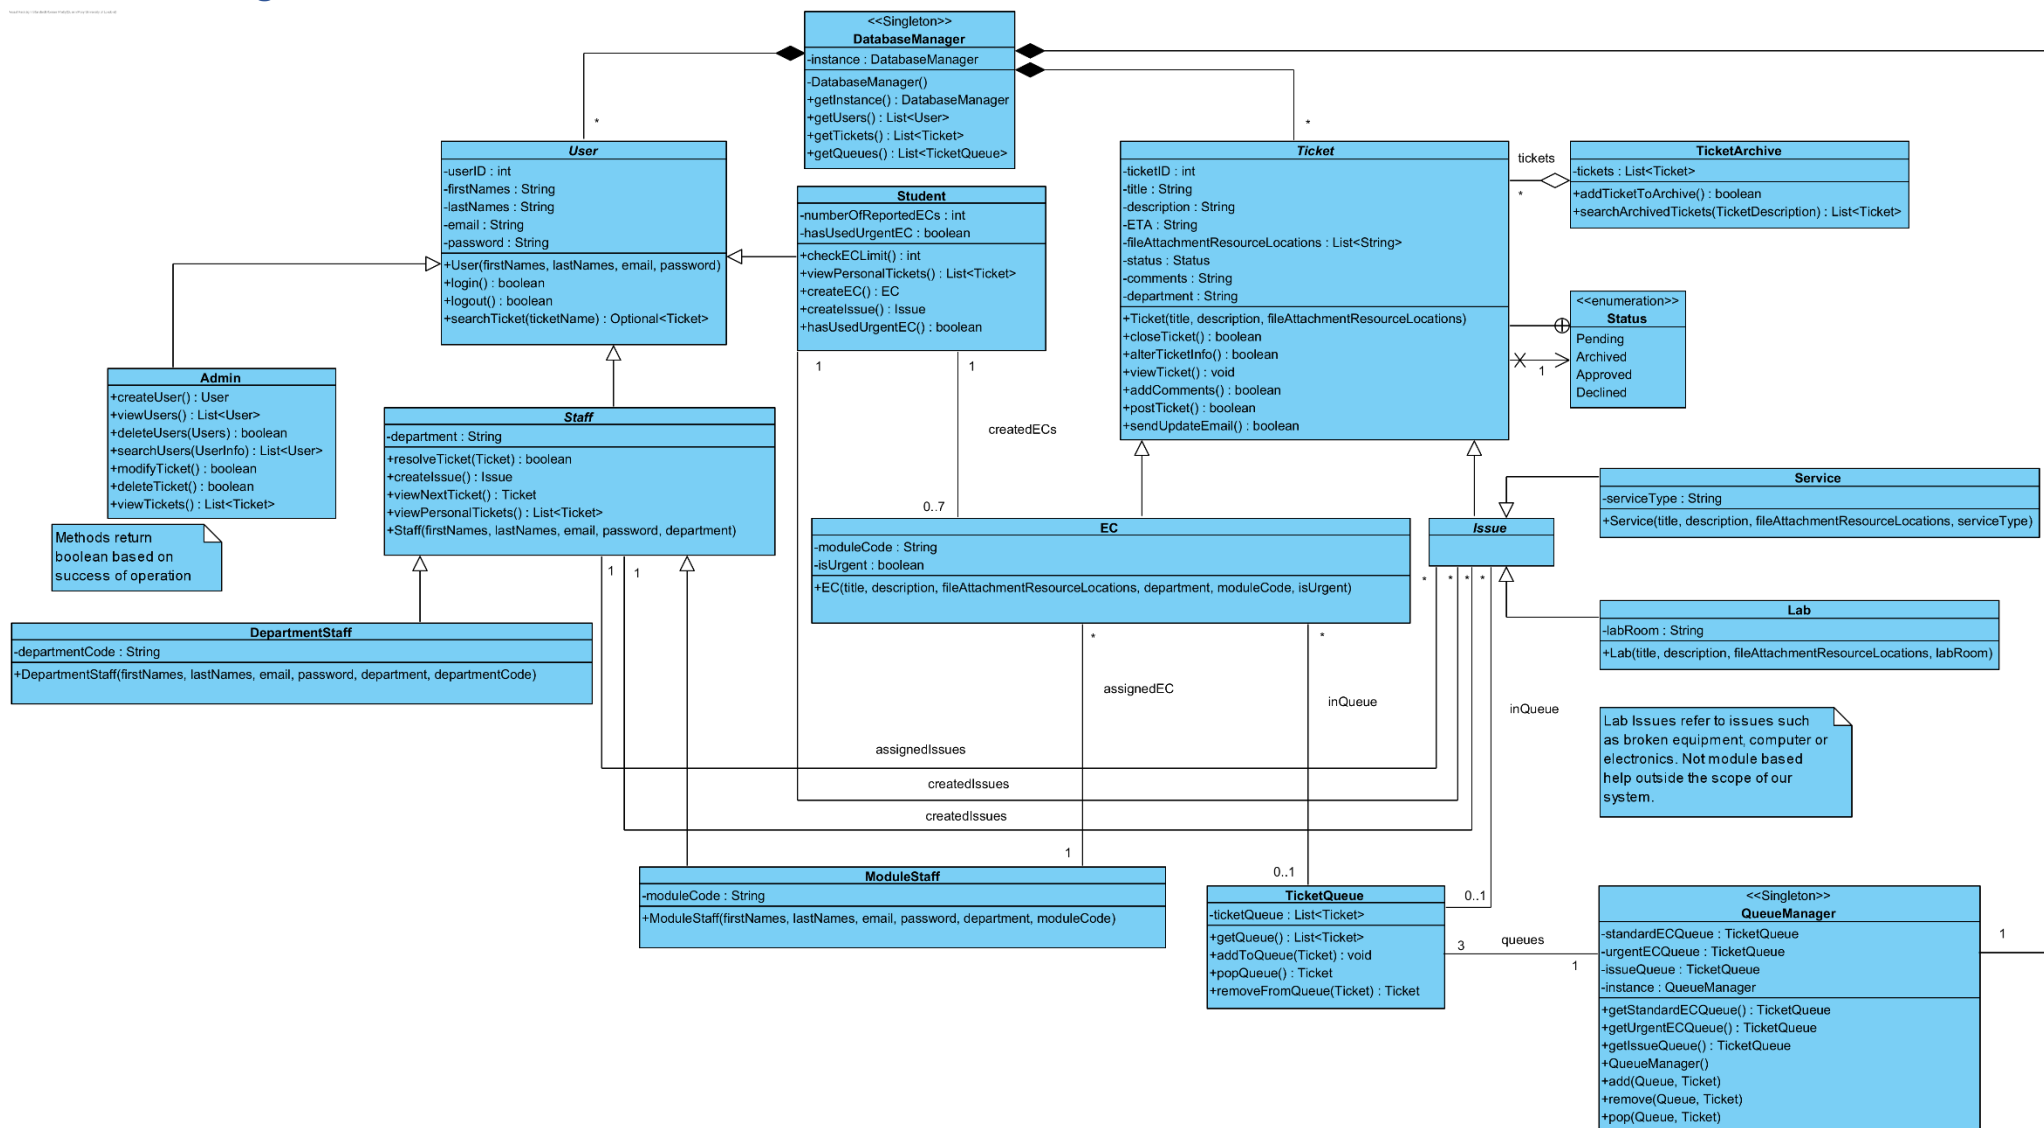 <<Singleton>>
DatabaseManager
-instance : DatabaseManager
-DatabaseManager()
+getInstance() : DatabaseManager
+getUsers() : List<User>
+getTickets() : List<Ticket>
+getQueues() : List<TicketQueue>
*
*
User
-userID : int
-firstNames : String
-lastNames : String
-email : String
-password : String
+User(firstNames, lastNames, email, password)
+login() : boolean
+logout() : boolean
+searchTicket(ticketName) : Optional<Ticket>
Student
-numberOfReportedECs : int
-hasUsedUrgentEC : boolean
+checkECLimit() : int
+viewPersonalTickets() : List<Ticket>
+createEC() : EC
+createIssue() : Issue
+hasUsedUrgentEC() : boolean
1
1
Ticket
-ticketID : int
-title : String
-description : String
-ETA : String
-fileAttachmentResourceLocations : List<String>
-status : Status
-comments : String
-department : String
+Ticket(title, description, fileAttachmentResourceLocations)
+closeTicket() : boolean
+alterTicketInfo() : boolean
+viewTicket() : void
+addComments() : boolean
+postTicket() : boolean
+sendUpdateEmail() : boolean
tickets
*
TicketArchive
-tickets : List<Ticket>
+addTicketToArchive() : boolean
+searchArchivedTickets(TicketDescription) : List<Ticket>
<<enumeration>>
Status
Pending
Archived
Approved
Declined
1
Admin
+createUser() : User
+viewUsers() : List<User>
+deleteUsers(Users) : boolean
+searchUsers(UserInfo) : List<User>
+modifyTicket() : boolean
+deleteTicket() : boolean
+viewTickets() : List<Ticket>
Methods return
boolean based on
success of operation
Staff
-department : String
+resolveTicket(Ticket) : boolean
+createIssue() : Issue
+viewNextTicket() : Ticket
+viewPersonalTickets() : List<Ticket>
+Staff(firstNames, lastNames, email, password, department)
1
1
createdECs
0..7
EC
-moduleCode : String
-isUrgent : boolean
+EC(title, description, fileAttachmentResourceLocations, department, moduleCode, isUrgent)
*
*
Issue
*
*
*
*
Service
-serviceType : String
+Service(title, description, fileAttachmentResourceLocations, serviceType)
Lab
-labRoom : String
+Lab(title, description, fileAttachmentResourceLocations, labRoom)
Lab Issues refer to issues such
as broken equipment, computer or
electronics. Not module based
help outside the scope of our
system.
DepartmentStaff
-departmentCode : String
+DepartmentStaff(firstNames, lastNames, email, password, department, departmentCode)
assignedEC
inQueue
inQueue
assignedIssues
createdIssues
createdIssues
1
0..1
0..1
ModuleStaff
-moduleCode : String
+ModuleStaff(firstNames, lastNames, email, password, department, moduleCode)
TicketQueue
-ticketQueue : List<Ticket>
+getQueue() : List<Ticket>
+addToQueue(Ticket) : void
+popQueue() : Ticket
+removeFromQueue(Ticket) : Ticket
3
queues
1
<<Singleton>>
QueueManager
-standardECQueue : TicketQueue
-urgentECQueue : TicketQueue
-issueQueue : TicketQueue
-instance : QueueManager
+getStandardECQueue() : TicketQueue
+getUrgentECQueue() : TicketQueue
+getIssueQueue() : TicketQueue
+QueueManager()
+add(Queue, Ticket)
+remove(Queue, Ticket)
+pop(Queue, Ticket)
1